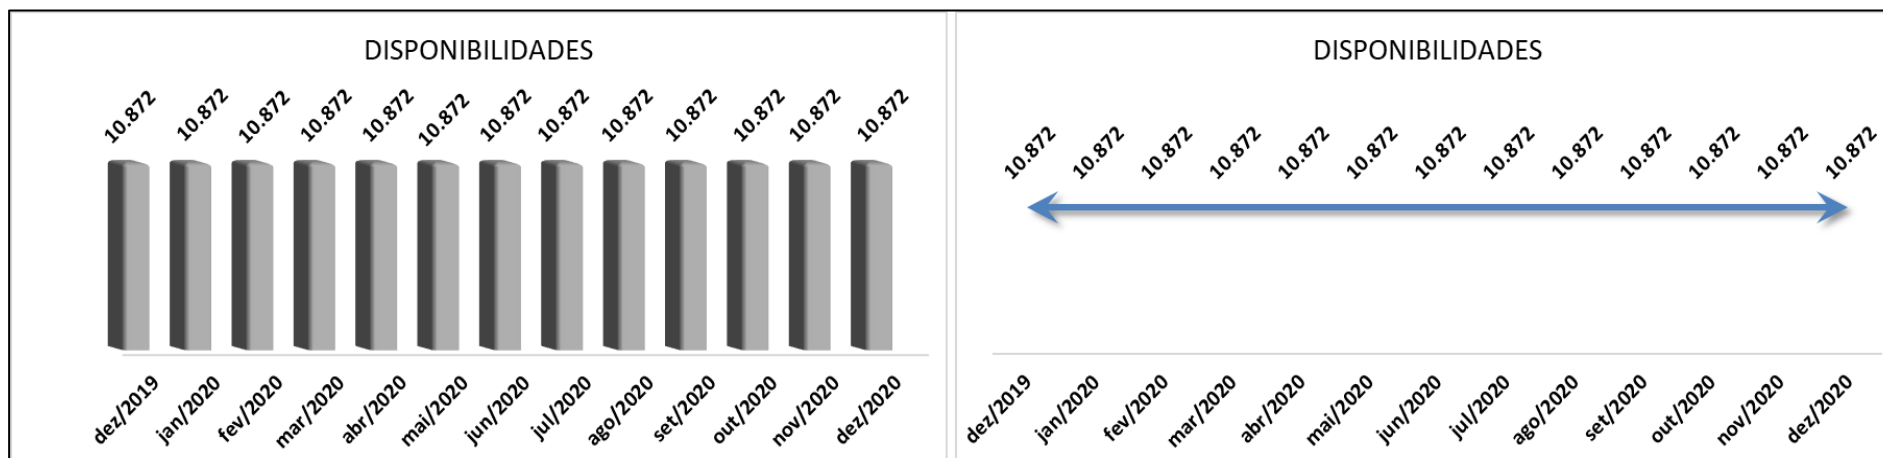 DISPONIBILIDADES
10.872 10.872 10.872 10.872 10.872 10.872 10.872 10.872 10.872 10.872 10.872 10.872 10.872
dez/2019 jan/2020 fev/2020 mar/2020 abr/2020 mai/2020 jun/2020 jul/2020 ago/2020 set/2020 out/2020 nov/2020 dez/2020
DISPONIBILIDADES
10.872 10.872 10.872 10.872 10.872 10.872 10.872 10.872 10.872 10.872 10.872 10.872 10.872
dez/2019 jan/2020 fev/2020 mar/2020 abr/2020 mai/2020 jun/2020 jul/2020 ago/2020 set/2020 out/2020 nov/2020 dez/2020